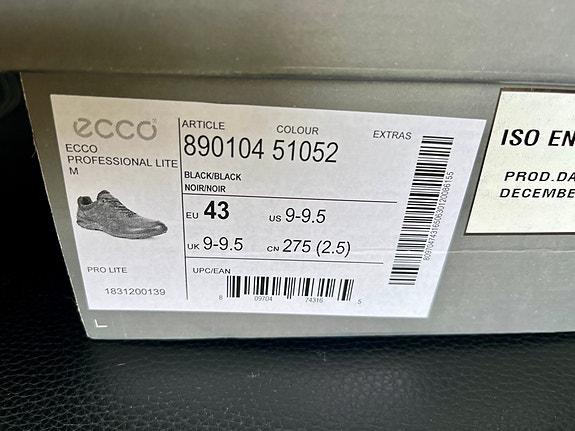 ecco
ECCO
PROFESSIONAL LITE
M
PRO LITE
1831200139
ARTICLE COLOUR EXTRAS
890104 51052
BLACK/BLACK
NOIR/NOIR
EU 43 US 9-9.5
UK 9-9.5 CN 275 (2.5)
UPC/EAN
8 09704 74316 5
ISO EN
PROD.DA
DECEMBE